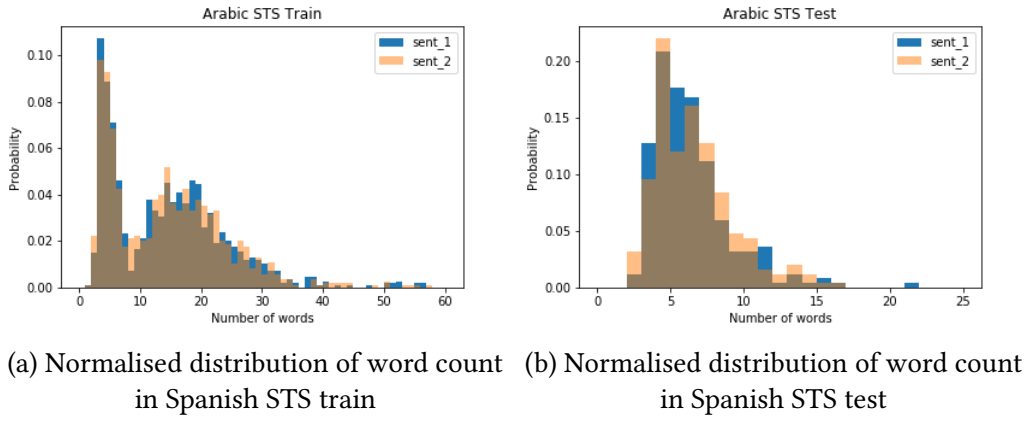 Arabic STS Train
sent_1
sent_2
Probability
0.10
0.08
0.06
0.04
0.02
0.00
0 10 20 30 40 50 60
Number of words
Arabic STS Test
sent_1
sent_2
Probability
0.20
0.15
0.10
0.05
0.00
0 5 10 15 20 25
Number of words
(a) Normalised distribution of word count
in Spanish STS train
(b) Normalised distribution of word count
in Spanish STS test